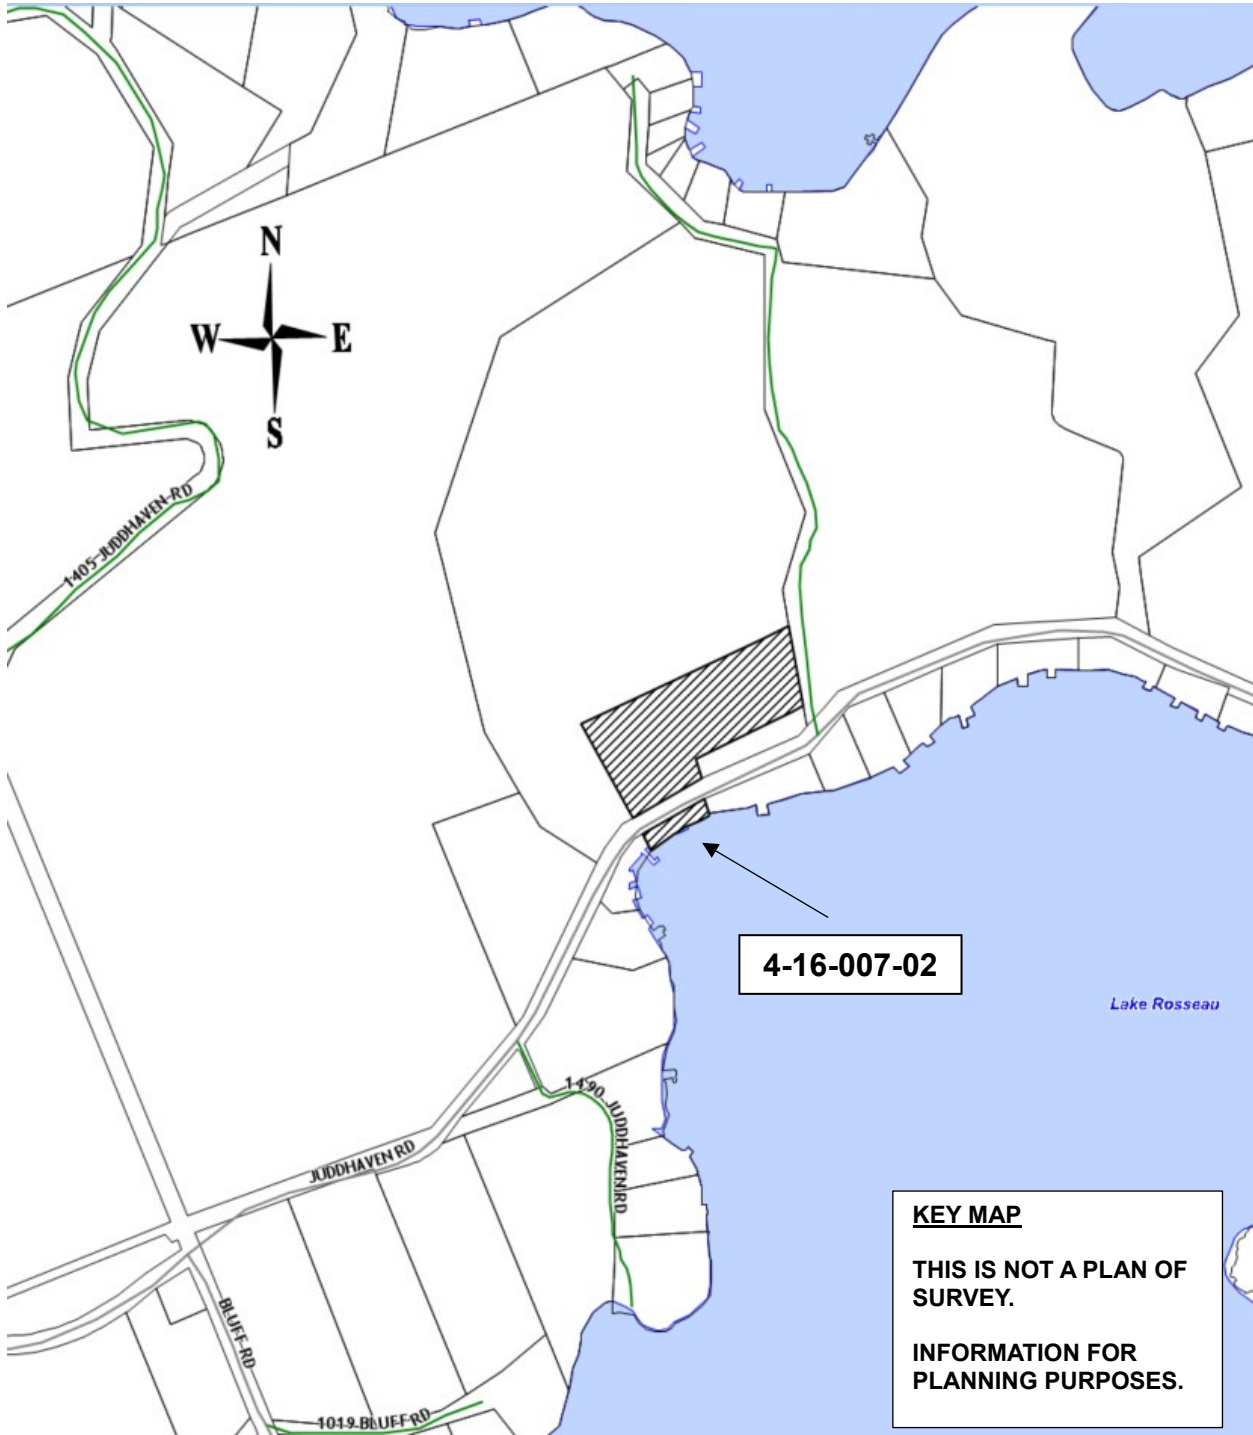 N
W E
S
1405 JUDDHAVEN RD
4-16-007-02
Lake Rosseau
1490 JUDDHAVEN RD
JUDDHAVEN RD
BLUFF RD
1019 BLUFF RD
KEY MAP
THIS IS NOT A PLAN OF
SURVEY.
INFORMATION FOR
PLANNING PURPOSES.